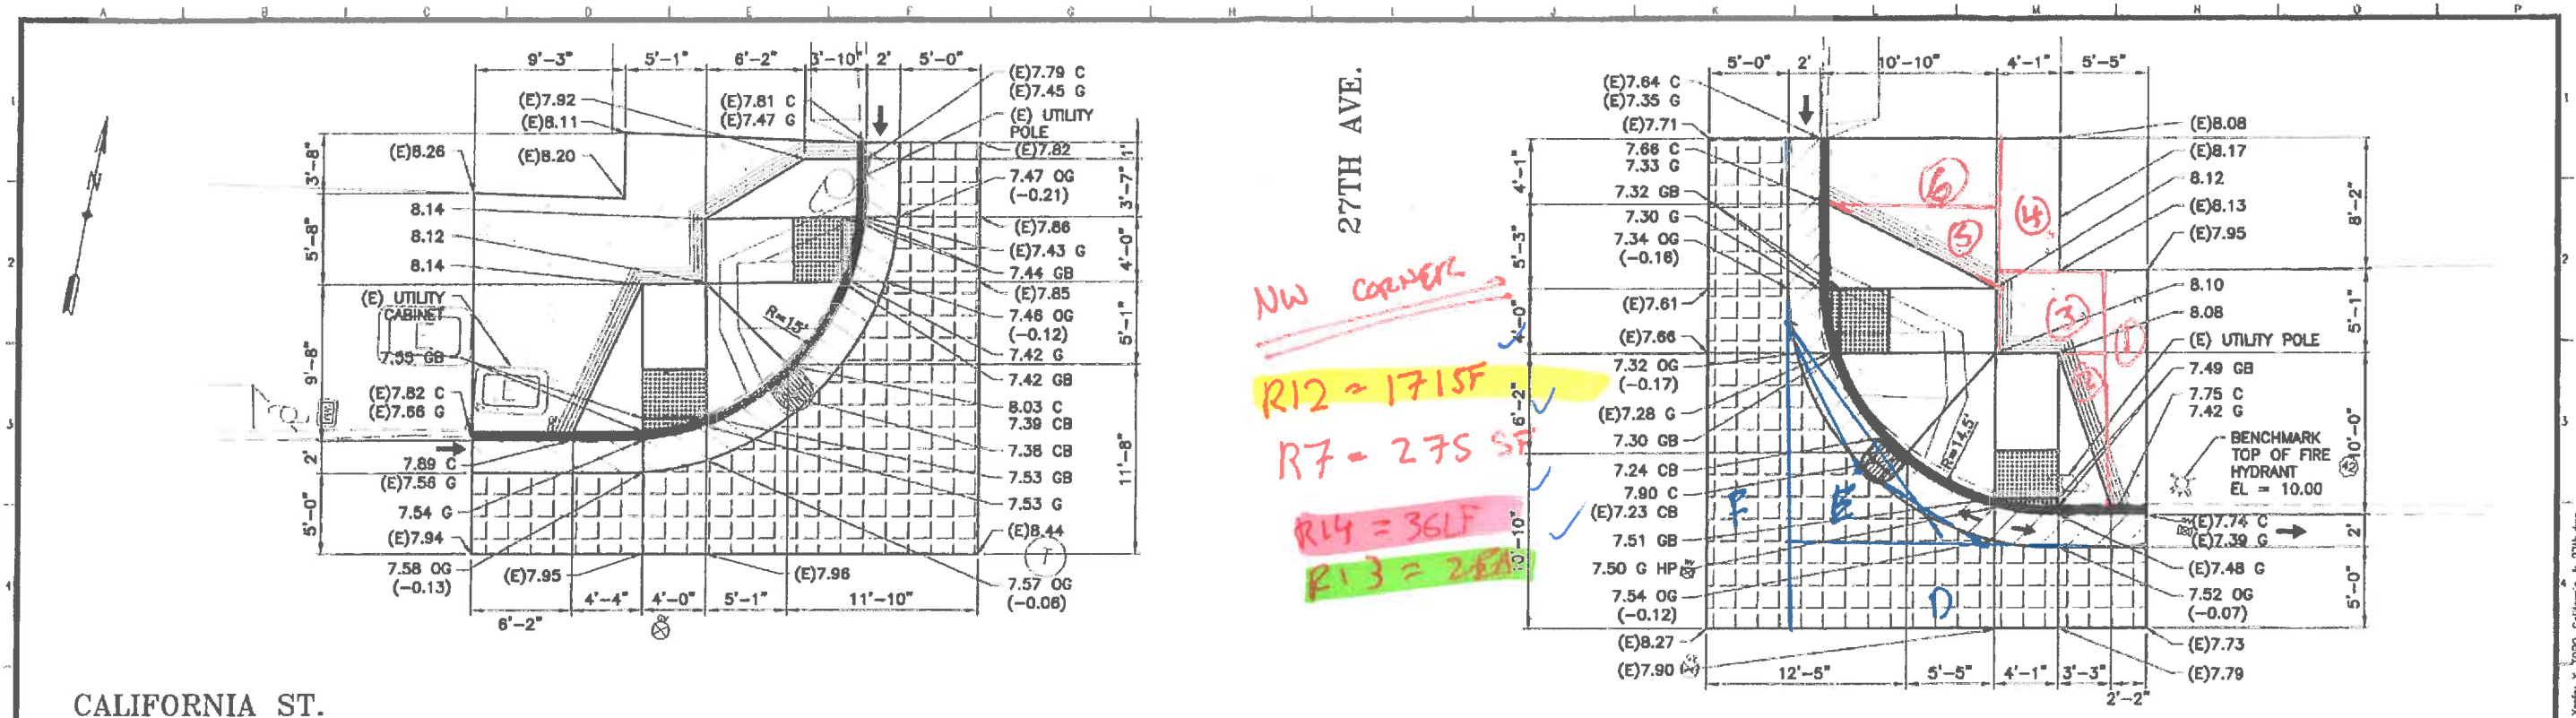 A B C D E F G H I J K L M N O P
9'-3" 5'-1" 6'-2" 3'-10" 2' 5'-0"
(E)7.79 C
(E)7.45 G
(E) UTILITY
POLE
(E)7.82
7.47 OG
(-0.21)
(E)7.86
(E)7.43 G
7.44 GB
(E)7.85
7.46 OG
(-0.12)
7.42 G
7.42 GB
8.03 C
7.39 CB
7.38 CB
7.53 GB
7.53 G
(E)8.44
7.57 OG
(-0.06)
(E)7.92
(E)8.11
(E)7.81 C
(E)7.47 G
(E)8.26
(E)8.20
8.14
8.12
8.14
(E) UTILITY
CABINET
7.55 GB
(E)7.82 C
(E)7.66 G
7.89 C
(E)7.56 G
7.54 G
(E)7.94
7.58 OG
(-0.13)
(E)7.95
(E)7.96
R=15'
3'-8"
5'-8"
9'-8"
2'
5'-0"
1'
3'-7"
4'-0"
5'-1"
11'-8"
4'-4" 4'-0" 5'-1" 11'-10"
6'-2"
N
CALIFORNIA ST.
27TH AVE.
NW CORNER
R12 = 171SF
R7 = 275 SF
R14 = 36LF
R13 = 2EA
5'-0" 2' 10'-10" 4'-1" 5'-5"
(E)7.64 C
(E)7.35 G
(E)7.71
7.66 C
7.33 G
7.32 GB
7.30 G
7.34 OG
(-0.16)
(E)7.61
(E)7.66
7.32 OG
(-0.17)
(E)7.28 G
7.30 GB
7.24 CB
7.90 C
(E)7.23 CB
7.51 GB
7.50 G HP
7.54 OG
(-0.12)
(E)8.27
(E)7.90
4'-1"
5'-3"
4'-0"
6'-2"
10'-10"
6
5
4
3
1
2
F
E
D
R=14.5'
(E)8.08
(E)8.17
8.12
(E)8.13
(E)7.95
8.10
8.08
(E) UTILITY POLE
7.49 GB
7.75 C
7.42 G
BENCHMARK
TOP OF FIRE
HYDRANT
EL = 10.00
(E)7.74 C
(E)7.39 G
(E)7.48 G
7.52 OG
(-0.07)
(E)7.73
(E)7.79
8'-2"
5'-1"
10'-0"
2'
5'-0"
12'-5" 5'-5" 4'-1" 3'-3"
2'-2"